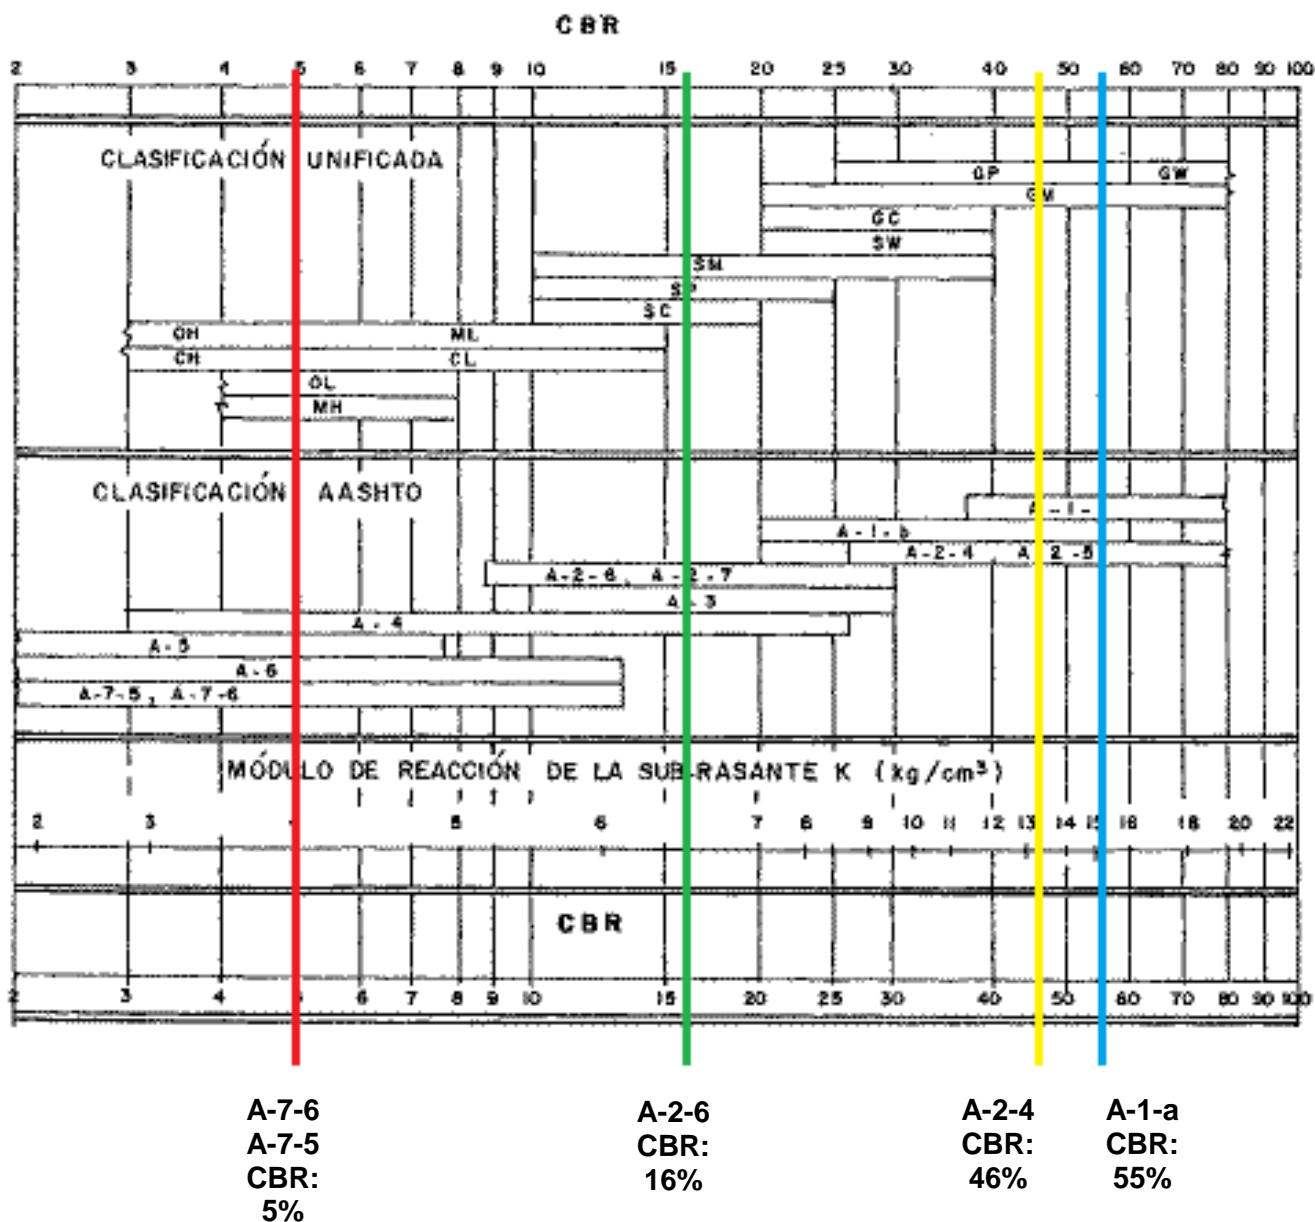 CBR
2 3 4 5 6 7 8 9 10 15 20 25 30 40 50 60 70 80 90 100
CLASIFICACIÓN UNIFICADA
GP GW
GM
GC
SW
SM
SP
SC
OH ML
CH CL
OL
MH
CLASIFICACIÓN AASHTO
A-1-
A-1-b
A-2-4 A-2-5
A-2-6, A-2-7
A-3
A-4
A-5
A-6
A-7-5, A-7-6
MÓDULO DE REACCIÓN DE LA SUB-RASANTE K (kg/cm³)
2 3 4 5 6 7 8 9 10 11 12 13 14 15 16 18 20 22
CBR
2 3 4 5 6 7 8 9 10 15 20 25 30 40 50 60 70 80 90 100
A-7-6
A-7-5
CBR:
5%
A-2-6
CBR:
16%
A-2-4
CBR:
46%
A-1-a
CBR:
55%